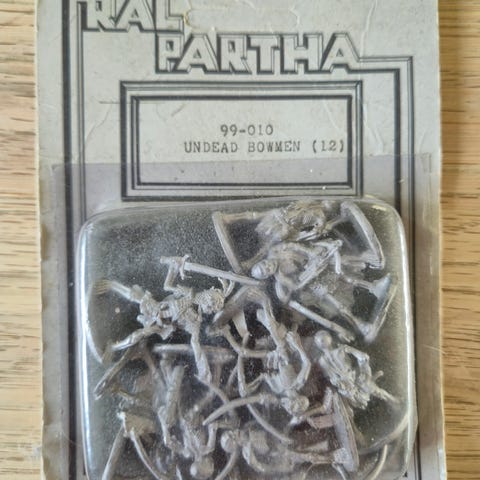 RAL
PARTHA
99-010
UNDEAD BOWMEN (12)